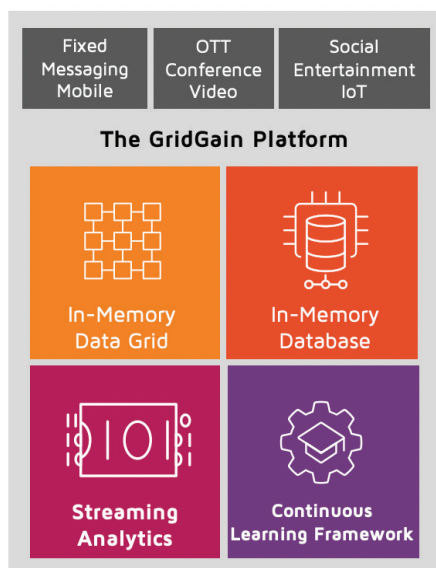 Fixed
Messaging
Mobile
OTT
Conference
Video
Social
Entertainment
IoT
The GridGain Platform
In-Memory
Data Grid
In-Memory
Database
Streaming
Analytics
Continuous
Learning Framework